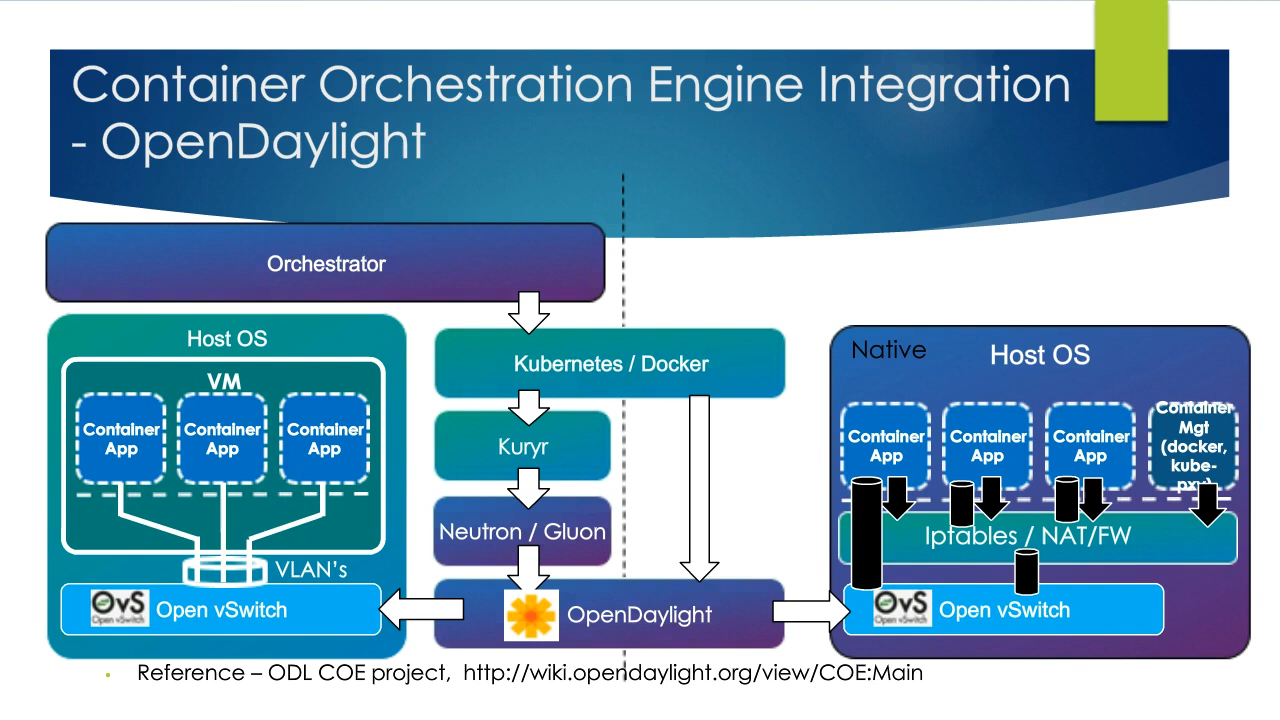 Container Orchestration Engine Integration
- OpenDaylight
Orchestrator
Host OS
VM
Container
App
Container
App
Container
App
VLAN's
OvS
Open vSwitch
Open vSwitch
Kubernetes / Docker
Kuryr
Neutron / Gluon
OpenDaylight
Native
Host OS
Container
App
Container
App
Container
App
Container
Mgt
(docker,
kube-
Iptables / NAT/FW
OvS
Open vSwitch
Open vSwitch
Reference – ODL COE project, http://wiki.opendaylight.org/view/COE:Main